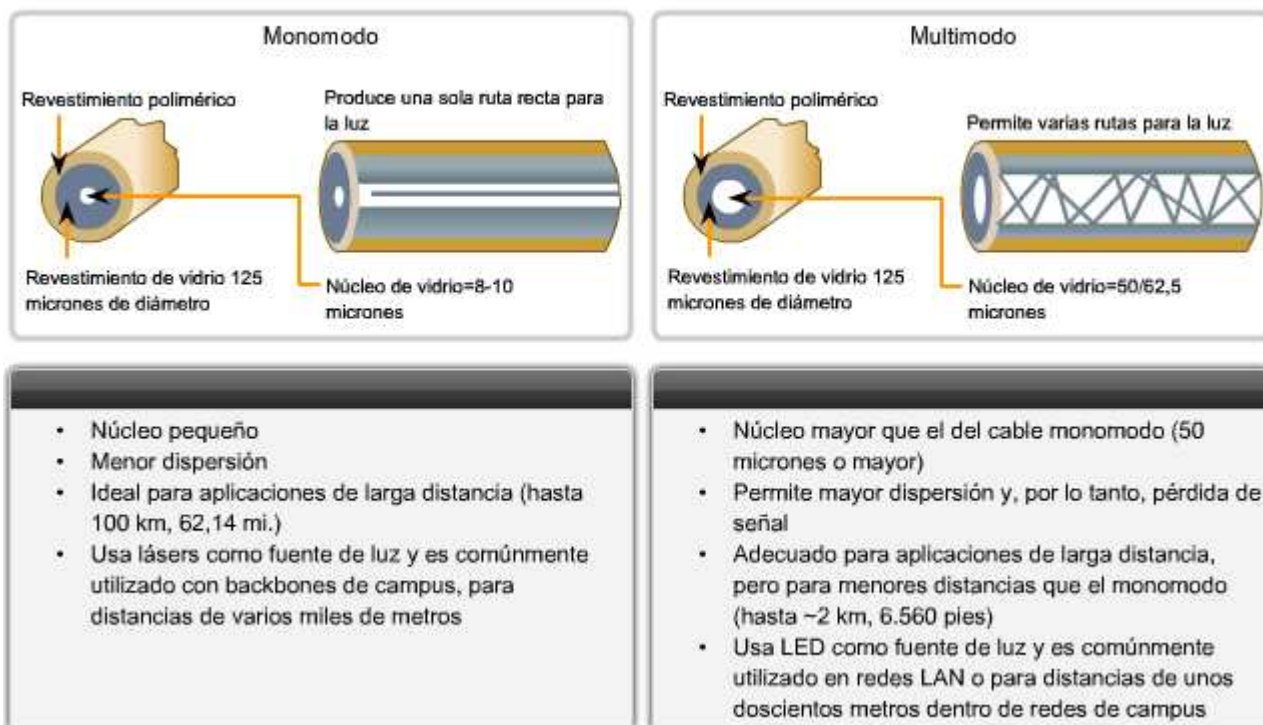 Monomodo
Revestimiento polimérico
Produce una sola ruta recta para
la luz
Revestimiento de vidrio 125
micrones de diámetro
Núcleo de vidrio=8-10
micrones
Multimodo
Revestimiento polimérico
Permite varias rutas para la luz
Revestimiento de vidrio 125
micrones de diámetro
Núcleo de vidrio=50/62,5
micrones
• Núcleo pequeño
• Menor dispersión
• Ideal para aplicaciones de larga distancia (hasta
100 km, 62,14 mi.)
• Usa lásers como fuente de luz y es comúnmente
utilizado con backbones de campus, para
distancias de varios miles de metros
• Núcleo mayor que el del cable monomodo (50
micrones o mayor)
• Permite mayor dispersión y, por lo tanto, pérdida de
señal
• Adecuado para aplicaciones de larga distancia,
pero para menores distancias que el monomodo
(hasta ~2 km, 6.560 pies)
• Usa LED como fuente de luz y es comúnmente
utilizado en redes LAN o para distancias de unos
doscientos metros dentro de redes de campus